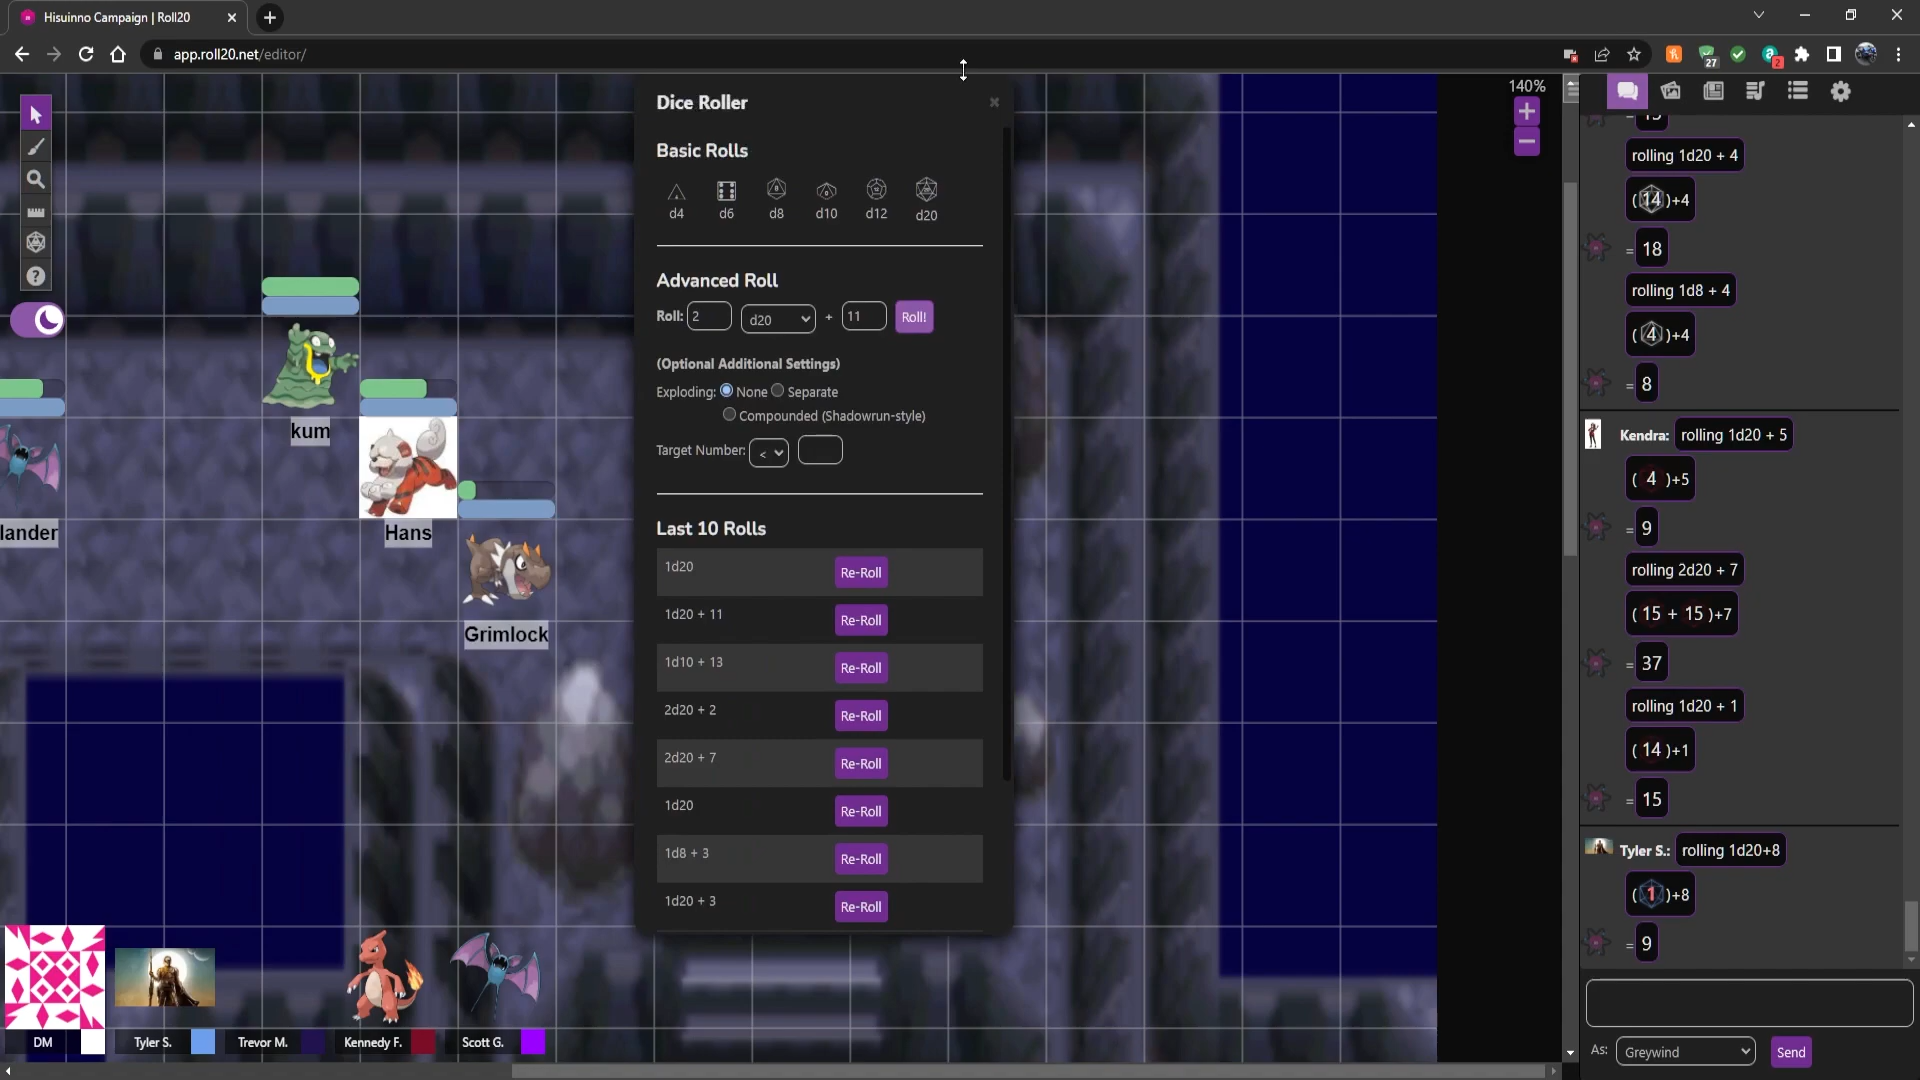 Hisuinno Campaign | Roll20
app.roll20.net/editor/
27
2
140%
Dice Roller
Basic Rolls
d4 d6 d8 d10 d12 d20
Advanced Roll
Roll: 2 d20 + 11 Roll!
(Optional Additional Settings)
Exploding: None Separate
Compounded (Shadowrun-style)
Target Number: <
Last 10 Rolls
1d20 Re-Roll
1d20 + 11 Re-Roll
1d10 + 13 Re-Roll
2d20 + 2 Re-Roll
2d20 + 7 Re-Roll
1d20 Re-Roll
1d8 + 3 Re-Roll
1d20 + 3 Re-Roll
kum
lander
Hans
Grimlock
DM
Tyler S.
Trevor M.
Kennedy F.
Scott G.
rolling 1d20 + 4
(14)+4
= 18
rolling 1d8 + 4
(4)+4
= 8
Kendra: rolling 1d20 + 5
( 4 )+5
= 9
rolling 2d20 + 7
( 15 + 15 )+7
= 37
rolling 1d20 + 1
( 14 )+1
= 15
Tyler S.: rolling 1d20+8
(1)+8
= 9
As: Greywind Send